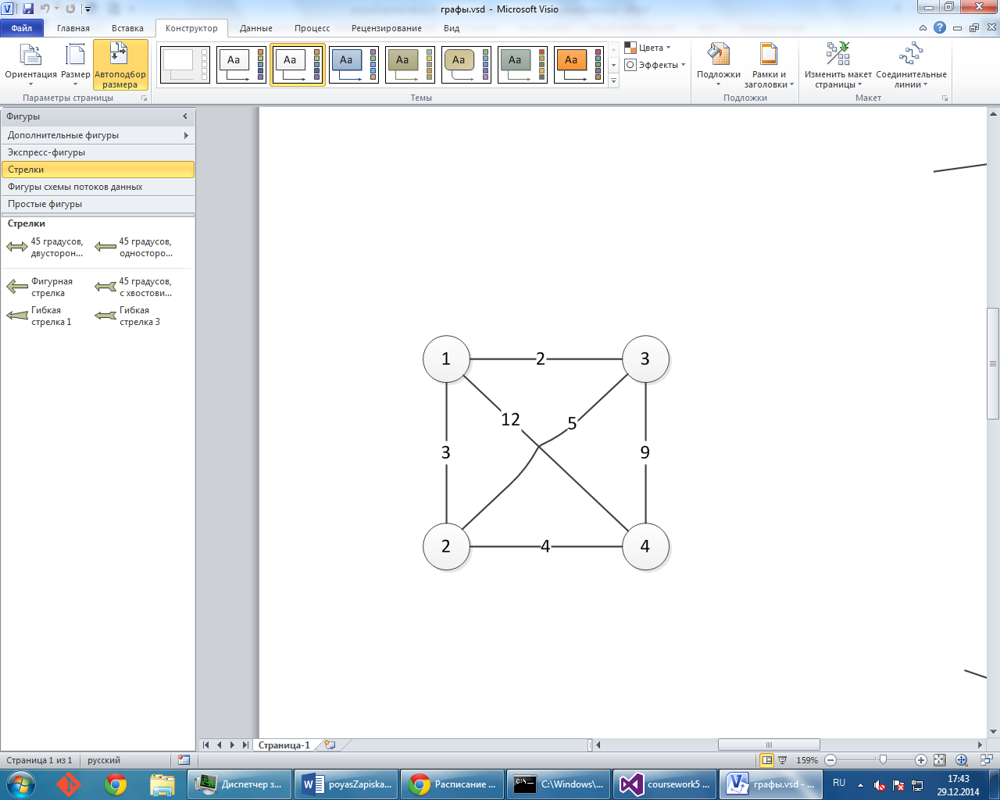 графы.vsd - Microsoft Visio
Файл Главная Вставка Конструктор Данные Процесс Рецензирование Вид
Ориентация
Размер
Автоподбор
размера
Параметры страницы
Aa Aa Aa Aa Aa Aa Aa
Темы
Цвета
Эффекты
Подложки
Рамки и
заголовки
Подложки
Изменить макет
страницы
Соединительные
линии
Макет
Фигуры
Дополнительные фигуры
Экспресс-фигуры
Стрелки
Фигуры схемы потоков данных
Простые фигуры
Стрелки
45 градусов,
двусторон...
45 градусов,
односторо...
Фигурная
стрелка
45 градусов,
с хвостови...
Гибкая
стрелка 1
Гибкая
стрелка 3
1 2 3
12 5
3 9
2 4 4
Страница-1
Страница 1 из 1 русский 159%
Диспетчер з... poyasZapiska... Расписание ... C:\Windows\... coursework5 ... графы.vsd - ... RU 17:43
29.12.2014